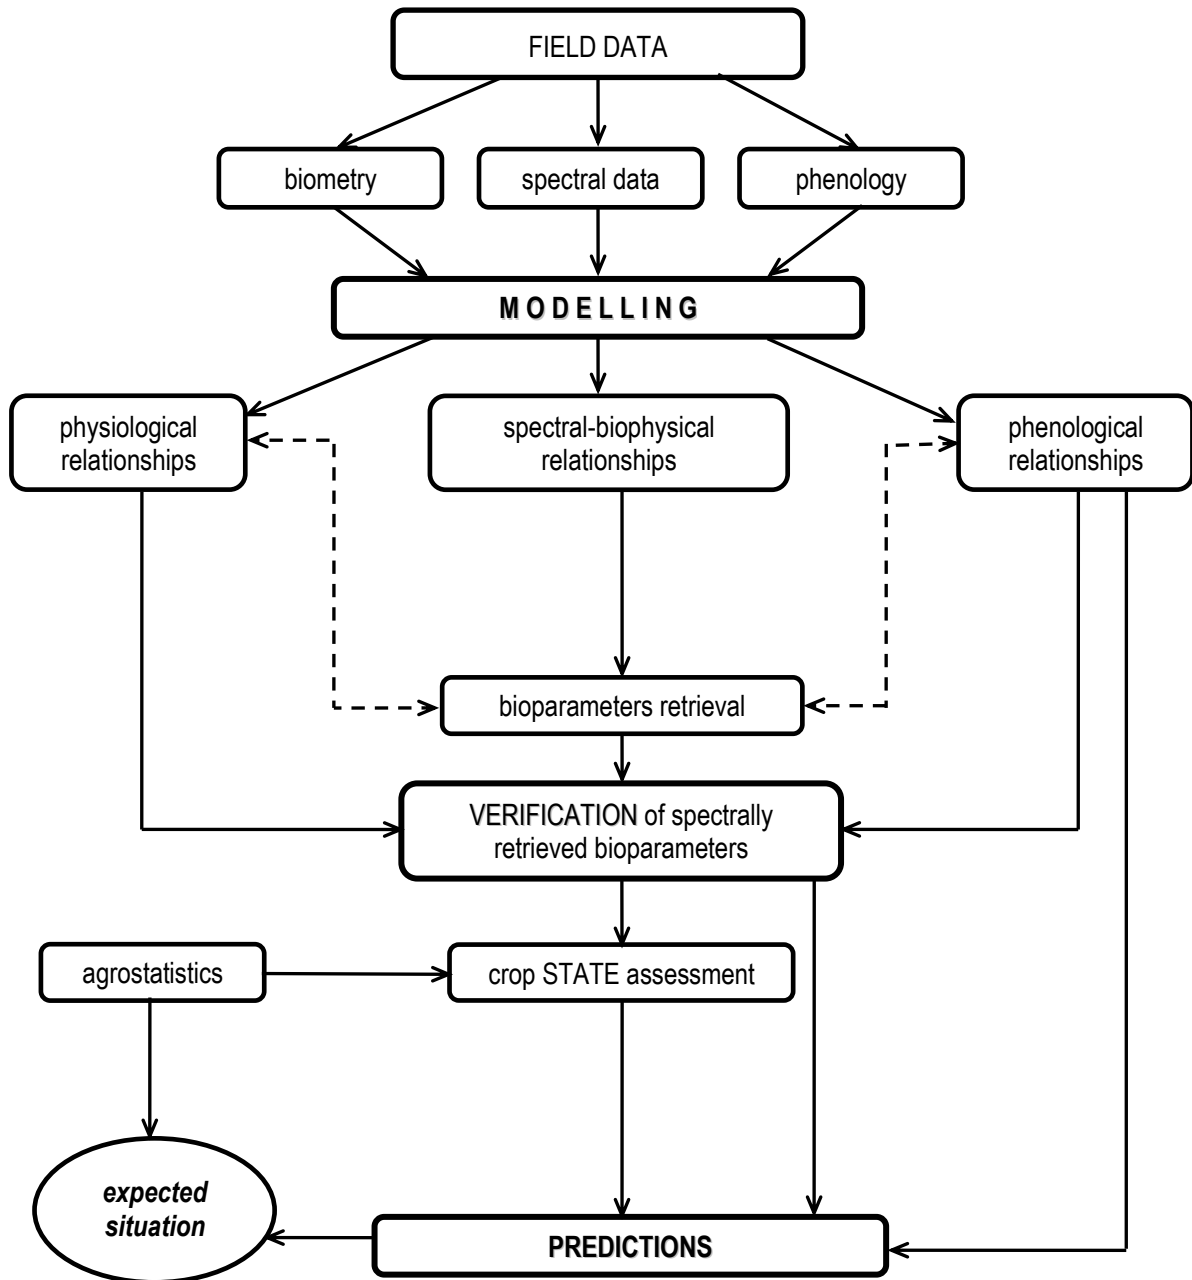 FIELD DATA
biometry
spectral data
phenology
MODELLING
physiological
relationships
spectral-biophysical
relationships
phenological
relationships
bioparameters retrieval
VERIFICATION of spectrally
retrieved bioparameters
agrostatistics
crop STATE assessment
expected
situation
PREDICTIONS